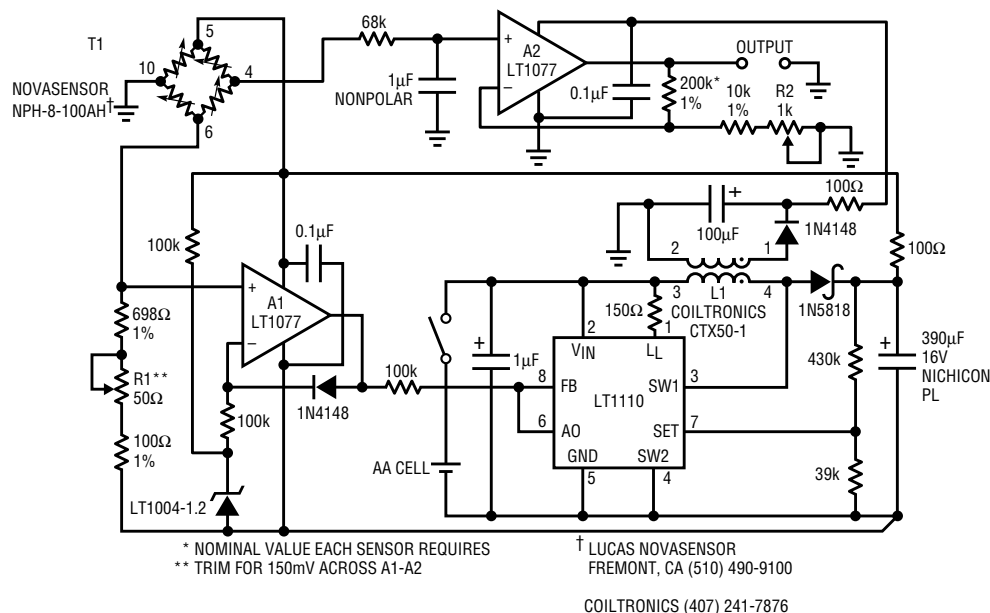 T1
5
10
4
6
NOVASENSOR
NPH-8-100AH†
68k
1µF
NONPOLAR
+
A2
LT1077
–
0.1µF
200k*
1%
OUTPUT
10k
1%
R2
1k
100Ω
+
100µF
1N4148
2
1
3
4
L1
COILTRONICS
CTX50-1
100Ω
1N5818
100k
0.1µF
+
A1
LT1077
–
698Ω
1%
R1**
50Ω
100Ω
1%
100k
LT1004-1.2
1N4148
100k
+
1µF
AA CELL
150Ω
2
VIN
1
LL
8
FB
LT1110
SW1
3
6
AO
SET
7
GND
SW2
5
4
430k
39k
+
390µF
16V
NICHICON
PL
* NOMINAL VALUE EACH SENSOR REQUIRES
** TRIM FOR 150mV ACROSS A1-A2
† LUCAS NOVASENSOR
FREMONT, CA (510) 490-9100
COILTRONICS (407) 241-7876